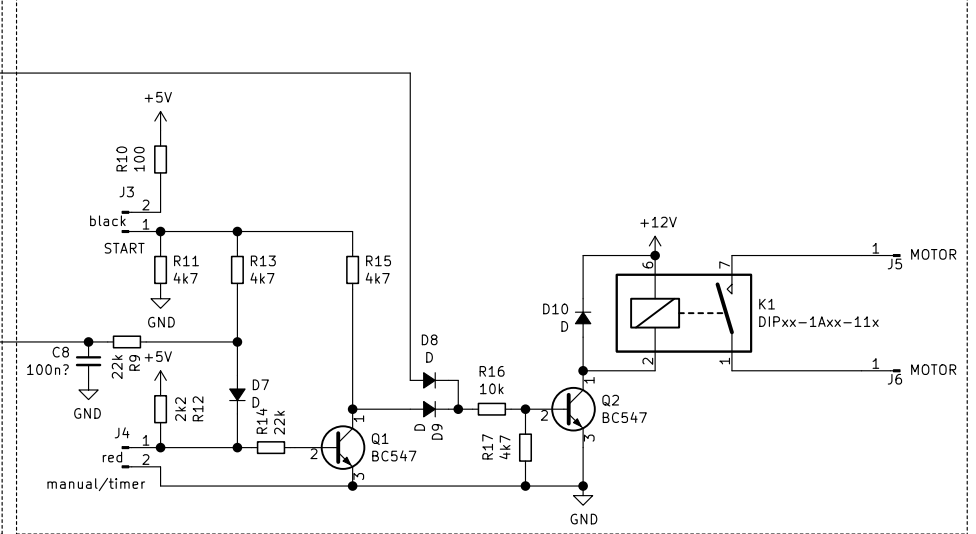 +5V
R10
100
J3
2
black
1
START
R11
4k7
R13
4k7
R15
4k7
GND
+12V
6
7
1
J5
MOTOR
D10
D
K1
DIPxx-1Axx-11x
2
1
1
J6
MOTOR
C8
100n?
22k
R9
+5V
GND
D8
D
2k2
R12
D7
D
R14
22k
R16
10k
1
D
D9
2
1
Q2
BC547
3
R17
4k7
J4
1
red
2
manual/timer
2
Q1
BC547
3
GND